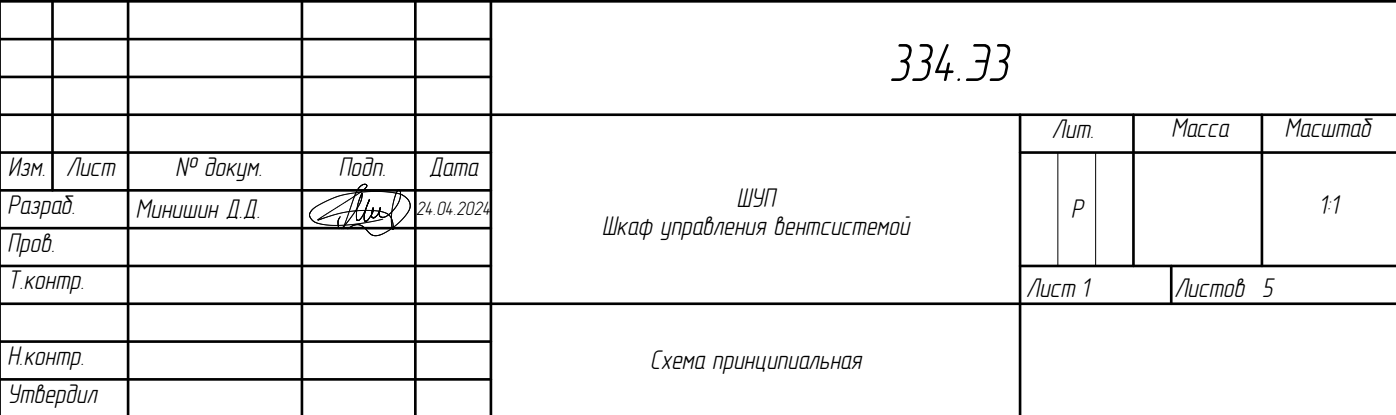 334.ЭЗ
Лит. Масса Масштаб
Изм. Лист № докум. Подп. Дата
Разраб. Минишин Д.Д. 24.04.2024
ШУП
Шкаф управления вентсистемой
Р 1:1
Пров.
Т.контр.
Лист 1 Листов 5
Н.контр.
Схема принципиальная
Утвердил